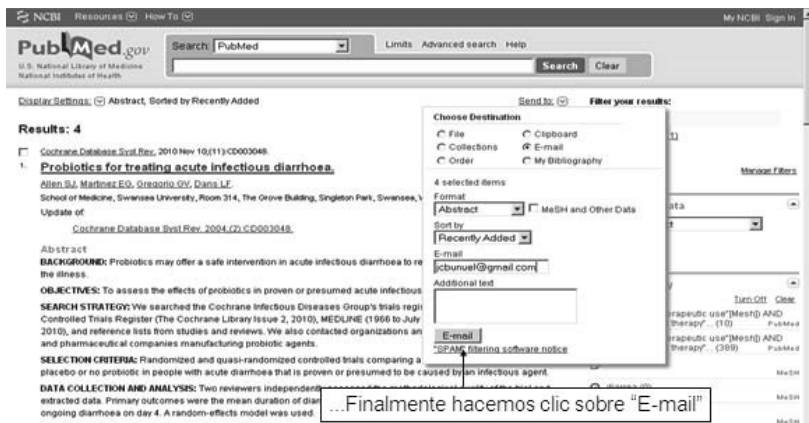 NCBI Resources How To My NCBI Sign In
PubMed.gov
U.S. National Library of Medicine
National Institutes of Health
Search: PubMed
Limits Advanced search Help
Search Clear
Display Settings: Abstract, Sorted by Recently Added
Send to:
Filter your results:
Results: 4
Manage Filters
Choose Destination
File Clipboard
Collections E-mail
Order My Bibliography
4 selected items
Format
Abstract MeSH and Other Data
Sort by
Recently Added
E-mail
jcbunuel@gmail.com
Additional text
E-mail
"SPAM" filtering software notice
Cochrane Database Syst Rev. 2010 Nov 10;(11):CD003048.
1. Probiotics for treating acute infectious diarrhoea.
Allen SJ, Martinez EG, Gregorio GV, Dans LF.
School of Medicine, Swansea University, Room 314, The Grove Building, Singleton Park, Swansea,
Update of:
Cochrane Database Syst Rev. 2004;(2):CD003048.
Abstract
BACKGROUND: Probiotics may offer a safe intervention in acute infectious diarrhoea to
the illness.
OBJECTIVES: To assess the effects of probiotics in proven or presumed acute infectious
SEARCH STRATEGY: We searched the Cochrane Infectious Diseases Group's trials
Controlled Trials Register (The Cochrane Library Issue 2, 2010), MEDLINE (1966 to July
2010), and reference lists from studies and reviews. We also contacted organizations
and pharmaceutical companies manufacturing probiotic agents.
SELECTION CRITERIA: Randomized and quasi-randomized controlled trials comparing a
placebo or no probiotic in people with acute diarrhoea that is proven or presumed to be caused by an infectious agent.
DATA COLLECTION AND ANALYSIS: Two reviewers independently
extracted data. Primary outcomes were the mean duration of
ongoing diarrhoea on day 4. A random-effects model was used.
Turn Off Clear
therapy"... (10) PubMed
therapy"... (389) PubMed
MeSH
MeSH
MeSH
...Finalmente hacemos clic sobre "E-mail"